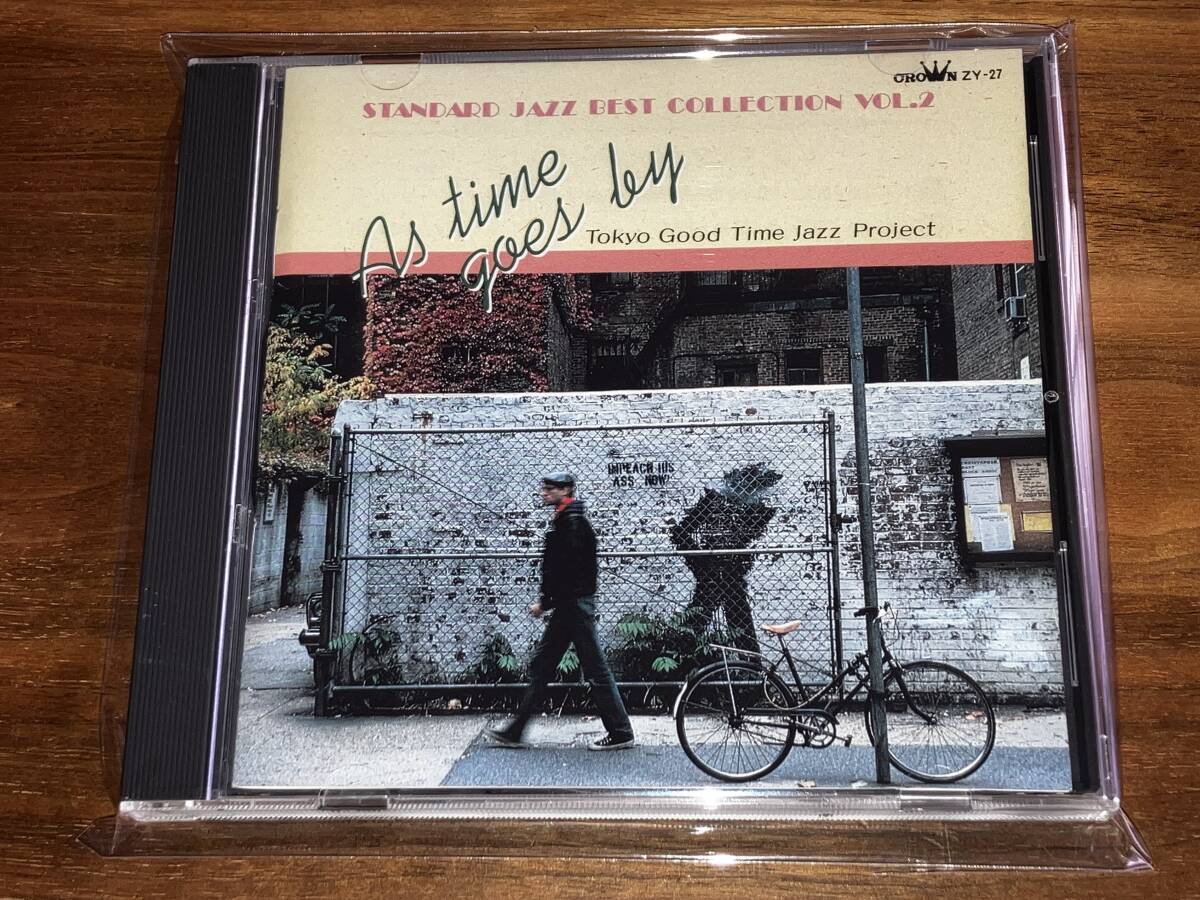 CROWN ZY-27
STANDARD JAZZ BEST COLLECTION VOL.2
As time
goes by
Tokyo Good Time Jazz Project
IMPEACH HIS
ASS NOW